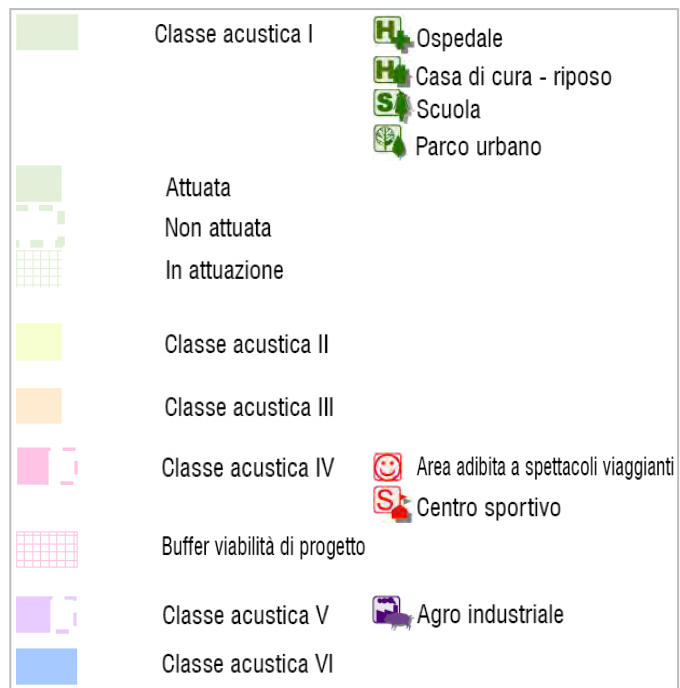 Classe acustica I
H Ospedale
H Casa di cura - riposo
S Scuola
Parco urbano
Attuata
Non attuata
In attuazione
Classe acustica II
Classe acustica III
Classe acustica IV
Area adibita a spettacoli viaggianti
S Centro sportivo
Buffer viabilità di progetto
Classe acustica V
Agro industriale
Classe acustica VI